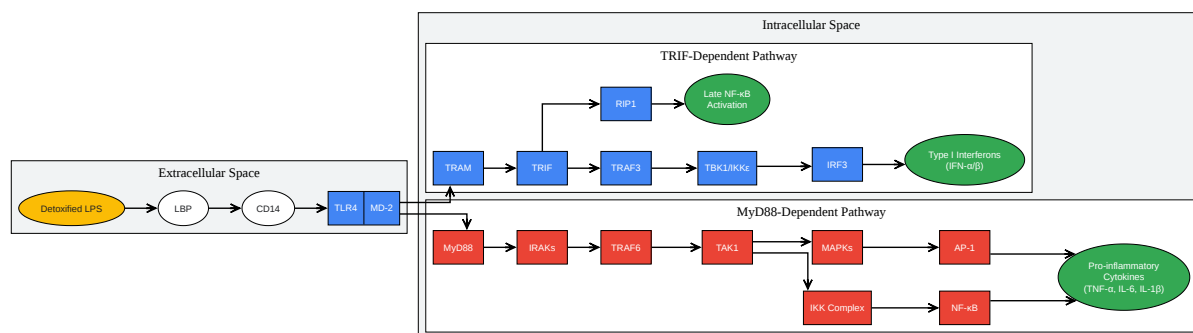 Intracellular Space
TRIF-Dependent Pathway
RIP1
Late NF-κB
Activation
TRAM
TRIF
TRAF3
TBK1/IKKε
IRF3
Type I Interferons
(IFN-α/β)
Extracellular Space
Detoxified LPS
LBP
CD14
TLR4
MD-2
MyD88-Dependent Pathway
MyD88
IRAKs
TRAF6
TAK1
MAPKs
AP-1
Pro-inflammatory
Cytokines
(TNF-α, IL-6, IL-1β)
IKK Complex
NF-κB